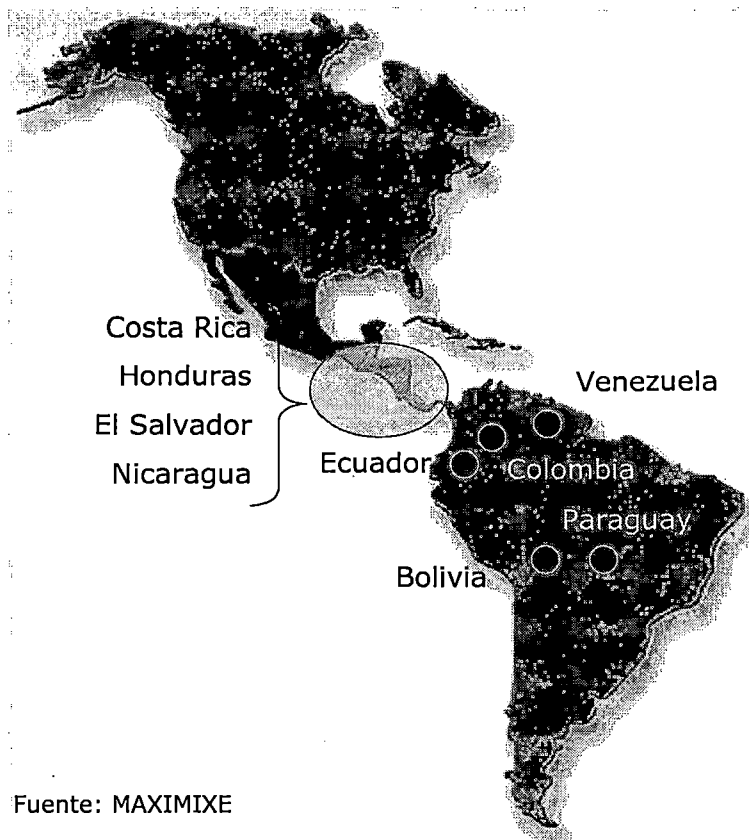 Costa Rica
Honduras
El Salvador
Nicaragua
Venezuela
Ecuador
Colombia
Paraguay
Bolivia
Fuente: MAXIMIXE